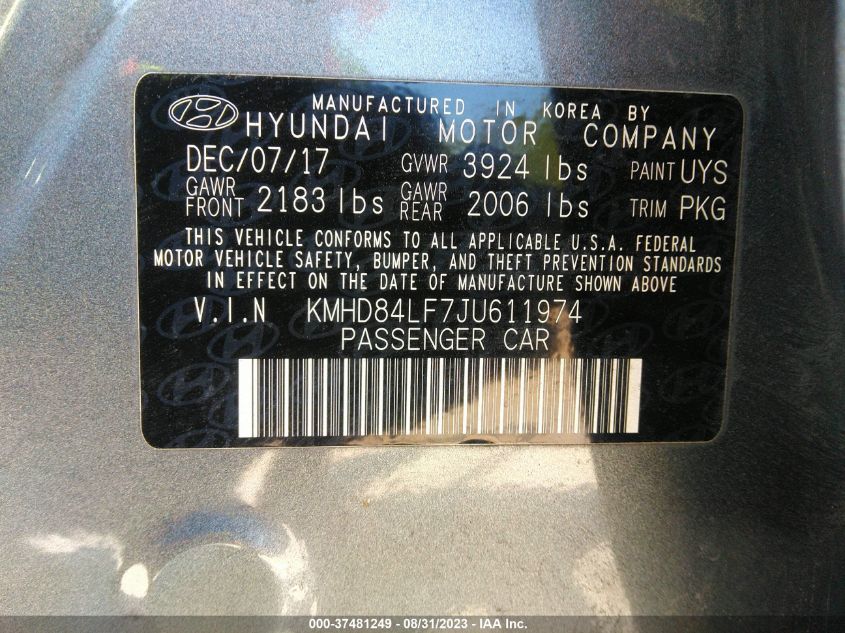 MANUFACTURED IN KOREA BY
HYUNDAI MOTOR COMPANY
DEC/07/17 GVWR 3924 lbs PAINT UYS
GAWR FRONT 2183 lbs GAWR REAR 2006 lbs TRIM PKG
THIS VEHICLE CONFORMS TO ALL APPLICABLE U.S.A. FEDERAL
MOTOR VEHICLE SAFETY, BUMPER, AND THEFT PREVENTION STANDARDS
IN EFFECT ON THE DATE OF MANUFACTURE SHOWN ABOVE.
V.I.N KMHD84LF7JU611974
PASSENGER CAR
000-37481249 - 08/31/2023 - IAA Inc.